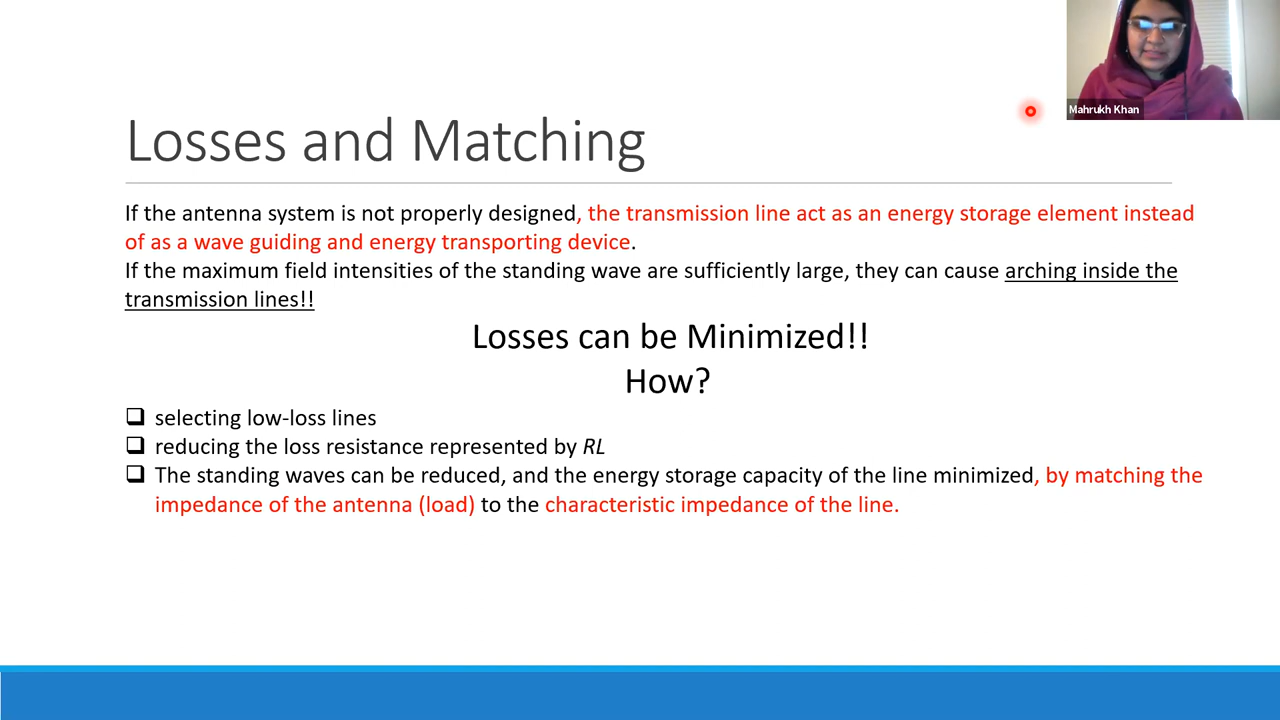 Mahrukh Khan
Losses and Matching
If the antenna system is not properly designed, the transmission line act as an energy storage element instead
of as a wave guiding and energy transporting device.
If the maximum field intensities of the standing wave are sufficiently large, they can cause arching inside the
transmission lines!!
Losses can be Minimized!!
How?
❑ selecting low-loss lines
❑ reducing the loss resistance represented by RL
❑ The standing waves can be reduced, and the energy storage capacity of the line minimized, by matching the
impedance of the antenna (load) to the characteristic impedance of the line.